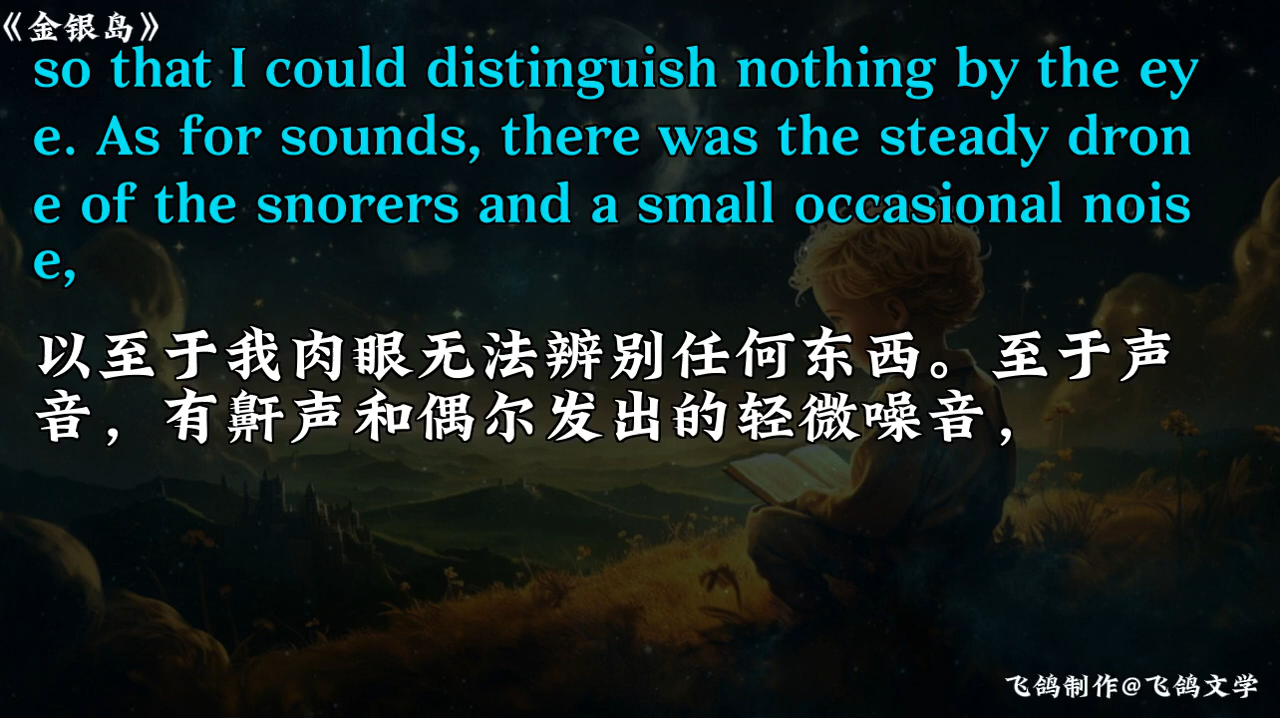 《金银岛》
so that I could distinguish nothing by the ey
e. As for sounds, there was the steady dron
e of the snorers and a small occasional nois
e,
以至于我肉眼无法辨别任何东西。至于声
音，有鼾声和偶尔发出的轻微噪音，
飞鸽制作@飞鸽文学